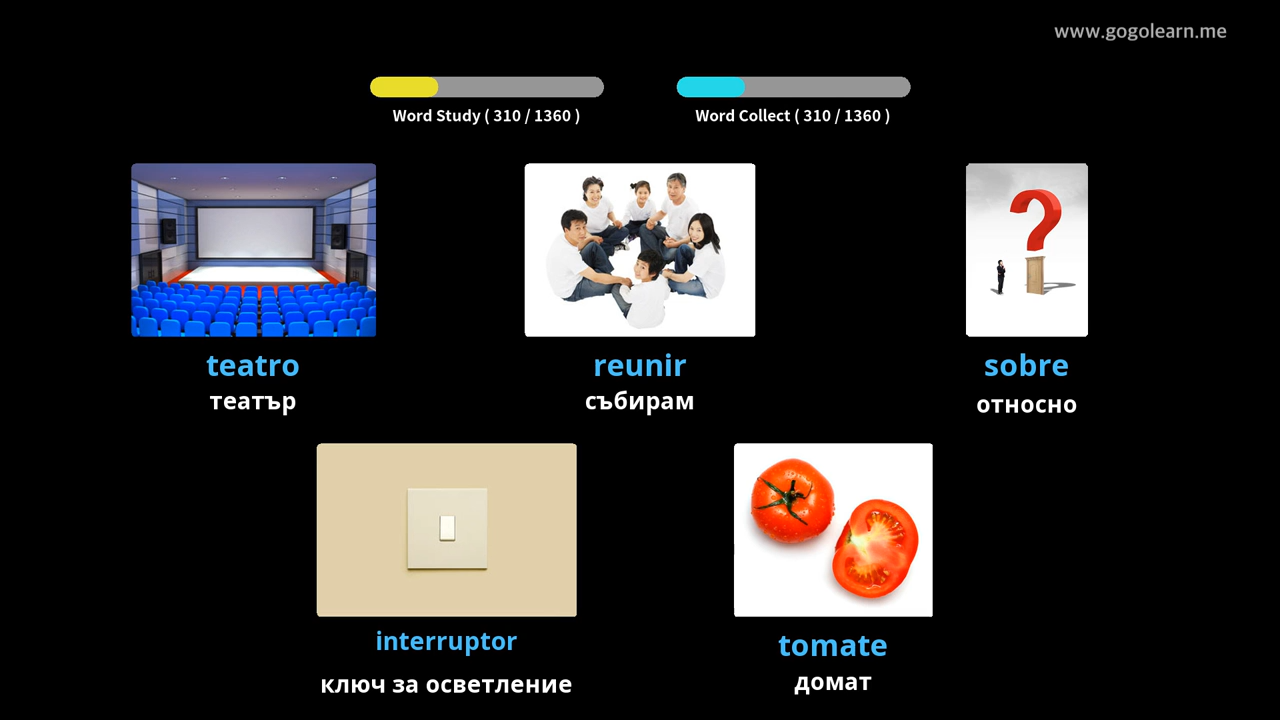 www.gogolearn.me
Word Study ( 310 / 1360 )
Word Collect ( 310 / 1360 )
teatro
театър
reunir
събирам
sobre
относно
interruptor
ключ за осветление
tomate
домат